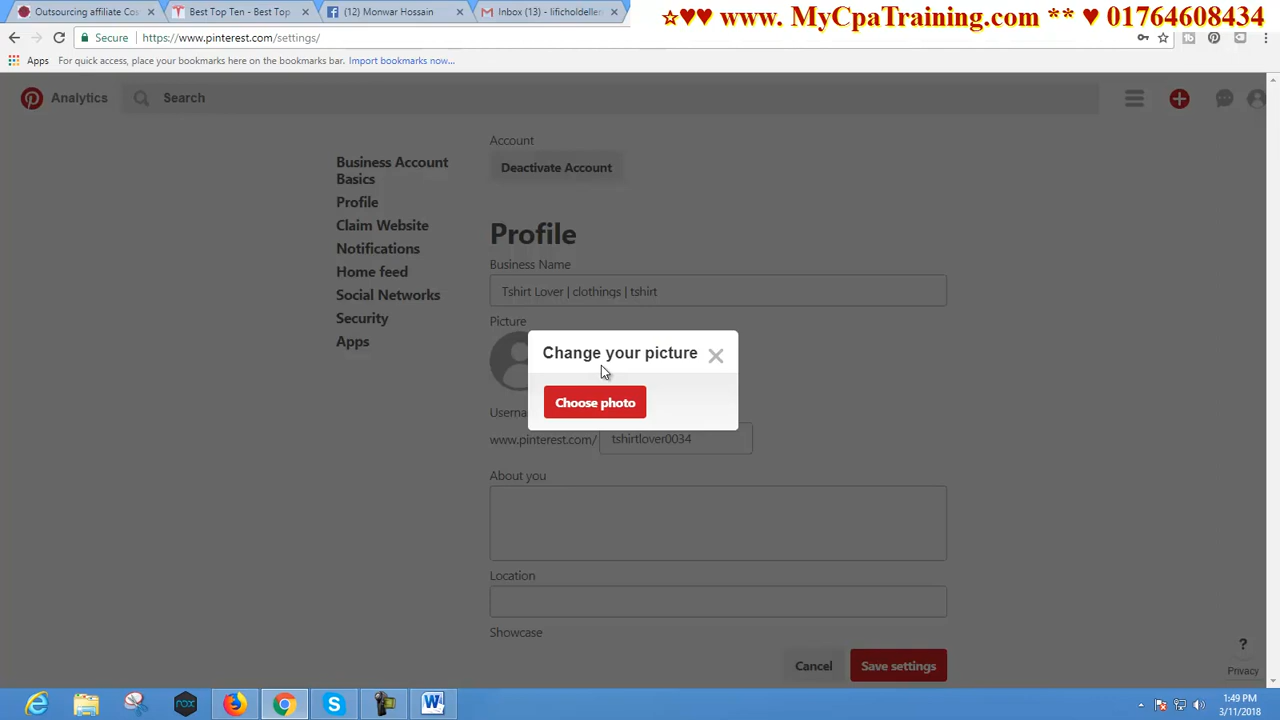 Outsourcing affiliate Cos
Best Top Ten - Best Top
(12) Monwar Hossain
Inbox (13) - lificholdeller
☆♥♥ www. MyCpaTraining.com ** ♥ 01764608434
Secure
https://www.pinterest.com/settings/
Apps
For quick access, place your bookmarks here on the bookmarks bar. Import bookmarks now...
Analytics
Search
Account
Deactivate Account
Business Account
Basics
Profile
Claim Website
Notifications
Home feed
Social Networks
Security
Apps
Profile
Business Name
Tshirt Lover | clothings | tshirt
Picture
Change your picture
Choose photo
Userna
www.pinterest.com/
tshirtlover0034
About you
Location
Showcase
Cancel
Save settings
?
Privacy
nox
1:49 PM
3/11/2018